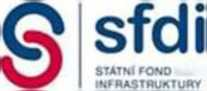 sfdi
STÁTNÍ FOND
INFRASTRUKTURY